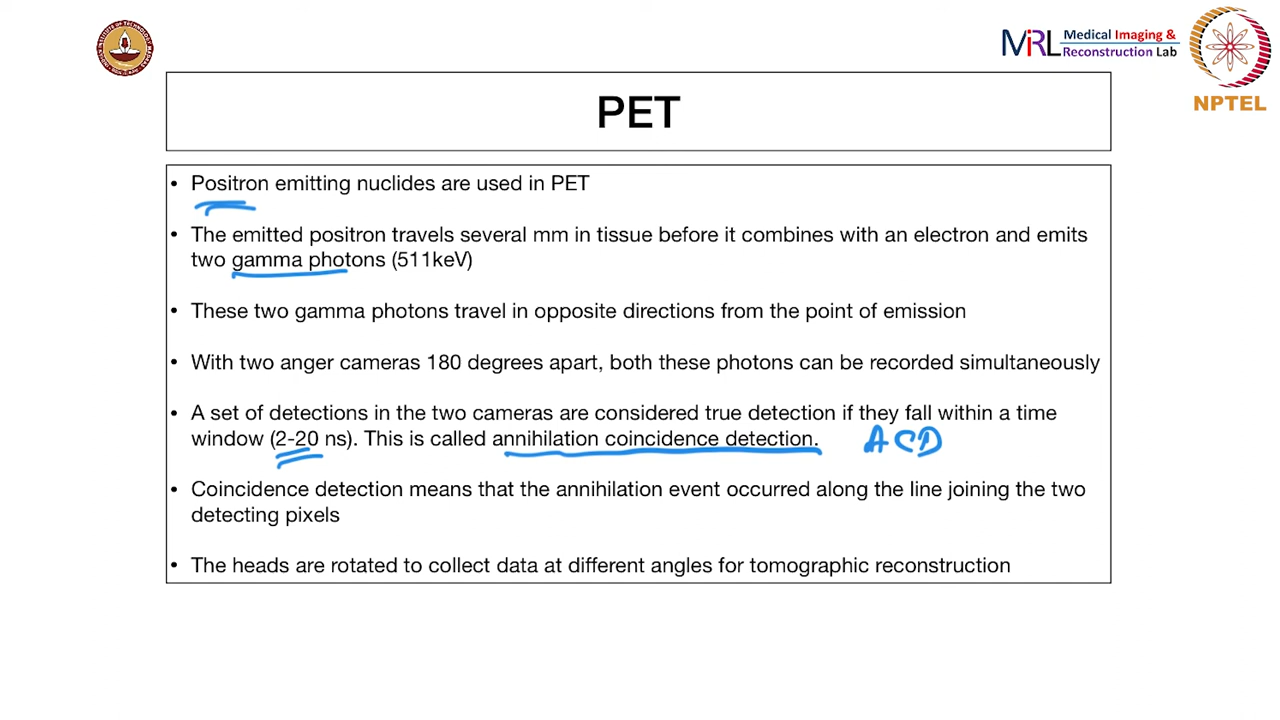 MIRL Medical Imaging &
Reconstruction Lab
NPTEL
PET
• Positron emitting nuclides are used in PET
• The emitted positron travels several mm in tissue before it combines with an electron and emits
two gamma photons (511keV)
• These two gamma photons travel in opposite directions from the point of emission
• With two anger cameras 180 degrees apart, both these photons can be recorded simultaneously
• A set of detections in the two cameras are considered true detection if they fall within a time
window (2-20 ns). This is called annihilation coincidence detection. ACD
• Coincidence detection means that the annihilation event occurred along the line joining the two
detecting pixels
• The heads are rotated to collect data at different angles for tomographic reconstruction